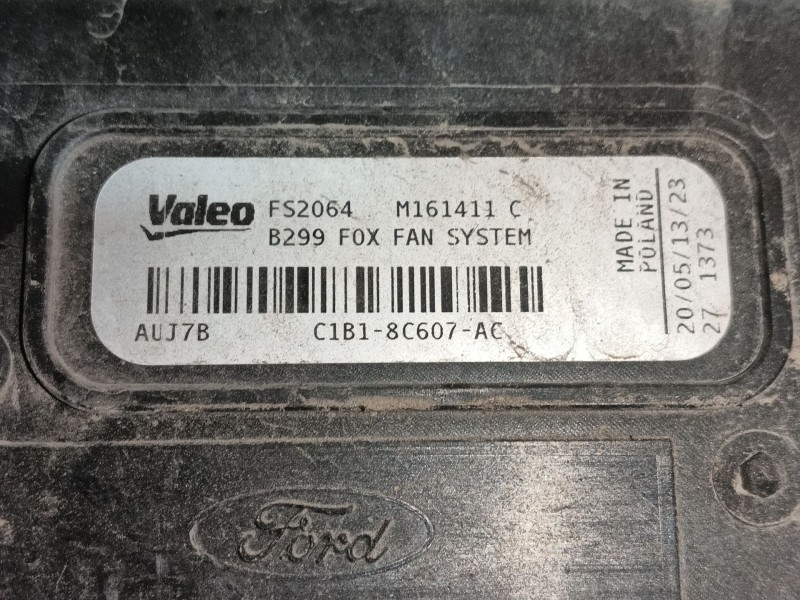 Valeo FS2064 M161411 C
B299 FOX FAN SYSTEM
AUJ7B C1B1-8C607-AC
MADE IN
POLAND
20/05/13/23
27 1373
Ford